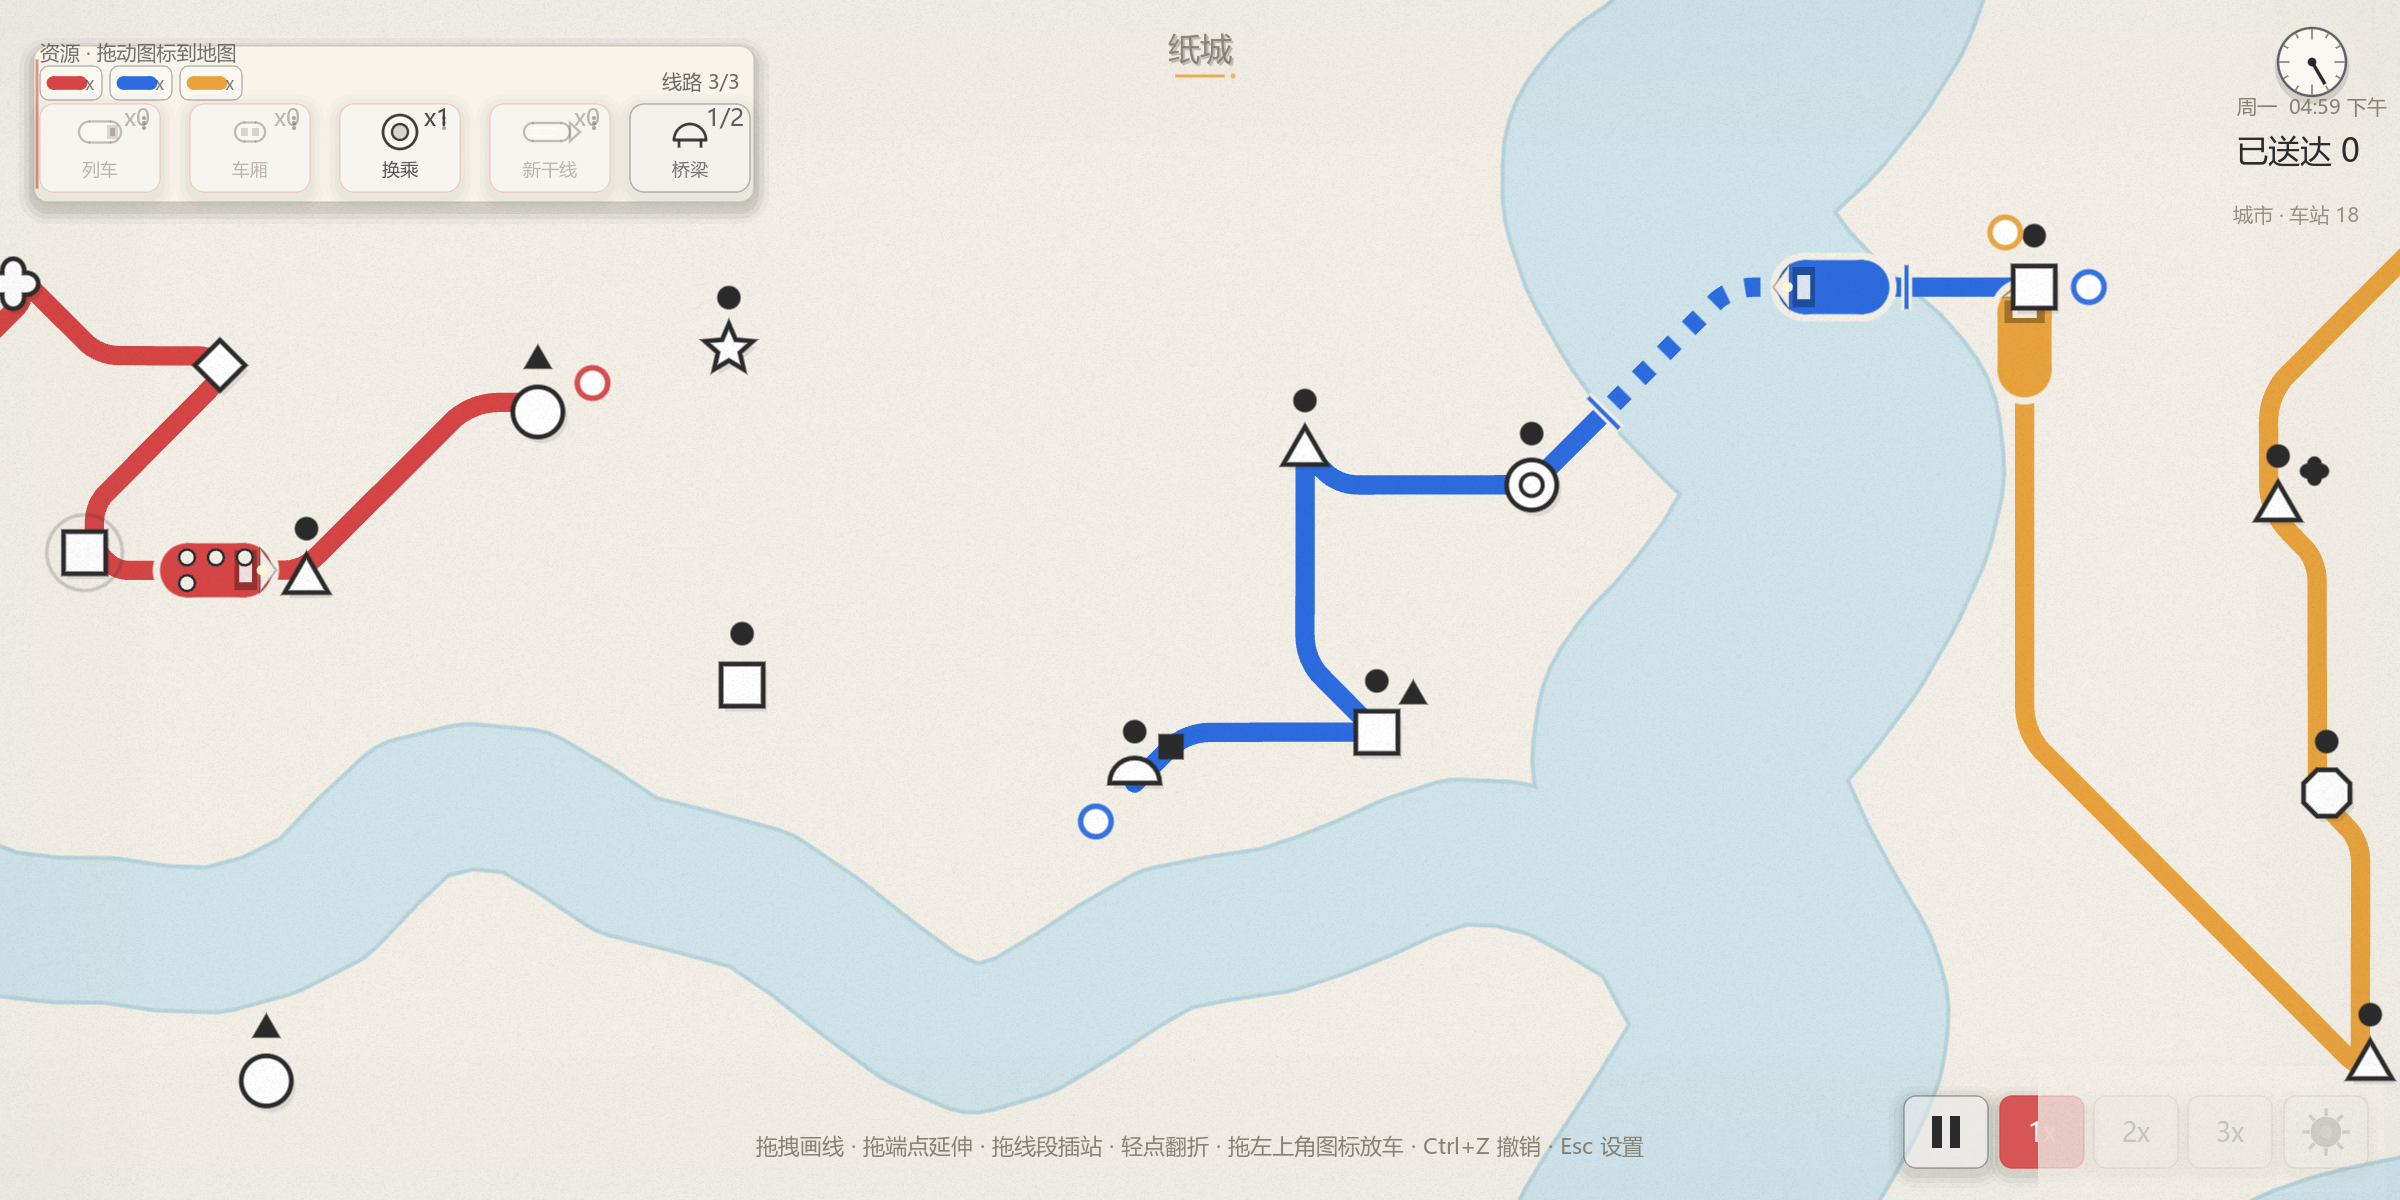 资源 · 拖动图标到地图
x
x
x
线路 3/3
x0
列车
x0
车厢
x1
换乘
x0
新干线
1/2
桥梁
纸城
周一 04:59 下午
已送达 0
城市 · 车站 18
拖拽画线 · 拖端点延伸 · 拖线段插站 · 轻点翻折 · 拖左上角图标放车 · Ctrl+Z 撤销 · Esc 设置
1x
2x
3x